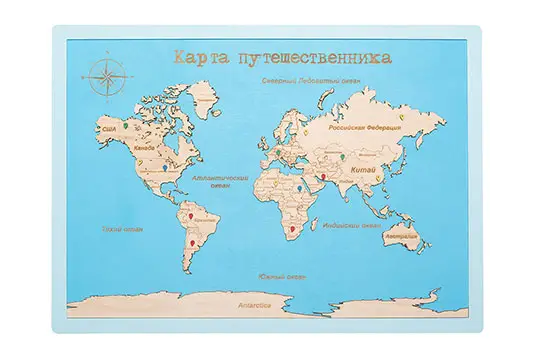 Карта путешественника
Северный Ледовитый океан
США
Канада
Российская Федерация
Китай
Атлантический
океан
Тихий океан
Индийский океан
Австралия
Южный океан
Antarctica